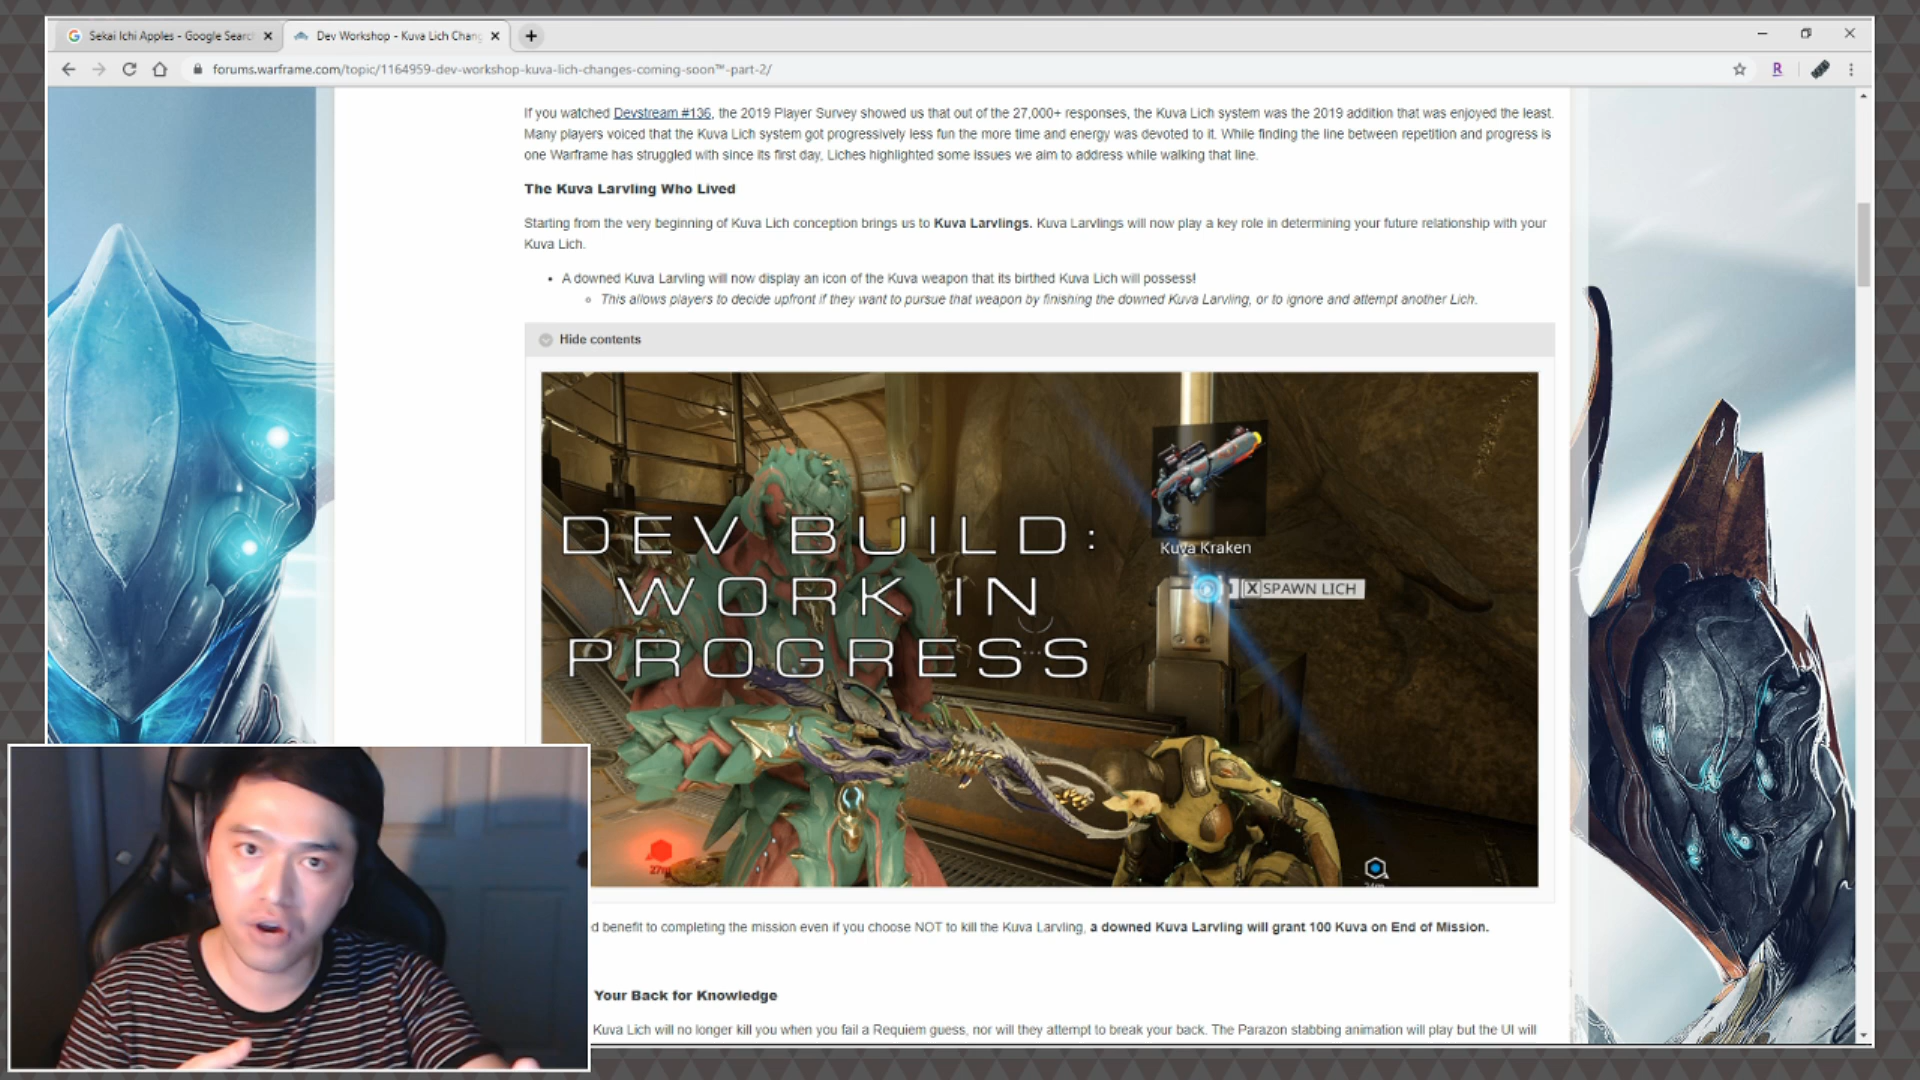 Sekai Ichi Apples - Google Searc
Dev Workshop - Kuva Lich Chang
forums.warframe.com/topic/1164959-dev-workshop-kuva-lich-changes-coming-soon™-part-2/
If you watched Devstream #136, the 2019 Player Survey showed us that out of the 27,000+ responses, the Kuva Lich system was the 2019 addition that was enjoyed the least.
Many players voiced that the Kuva Lich system got progressively less fun the more time and energy was devoted to it. While finding the line between repetition and progress is
one Warframe has struggled with since its first day, Liches highlighted some issues we aim to address while walking that line.
The Kuva Larvling Who Lived
Starting from the very beginning of Kuva Lich conception brings us to Kuva Larvlings. Kuva Larvlings will now play a key role in determining your future relationship with your
Kuva Lich.
• A downed Kuva Larvling will now display an icon of the Kuva weapon that its birthed Kuva Lich will possess!
○ This allows players to decide upfront if they want to pursue that weapon by finishing the downed Kuva Larvling, or to ignore and attempt another Lich.
Hide contents
DEV BUILD:
WORK IN
PROGRESS
Kuva Kraken
X SPAWN LICH
d benefit to completing the mission even if you choose NOT to kill the Kuva Larvling, a downed Kuva Larvling will grant 100 Kuva on End of Mission.
Your Back for Knowledge
Kuva Lich will no longer kill you when you fail a Requiem guess, nor will they attempt to break your back. The Parazon stabbing animation will play but the UI will